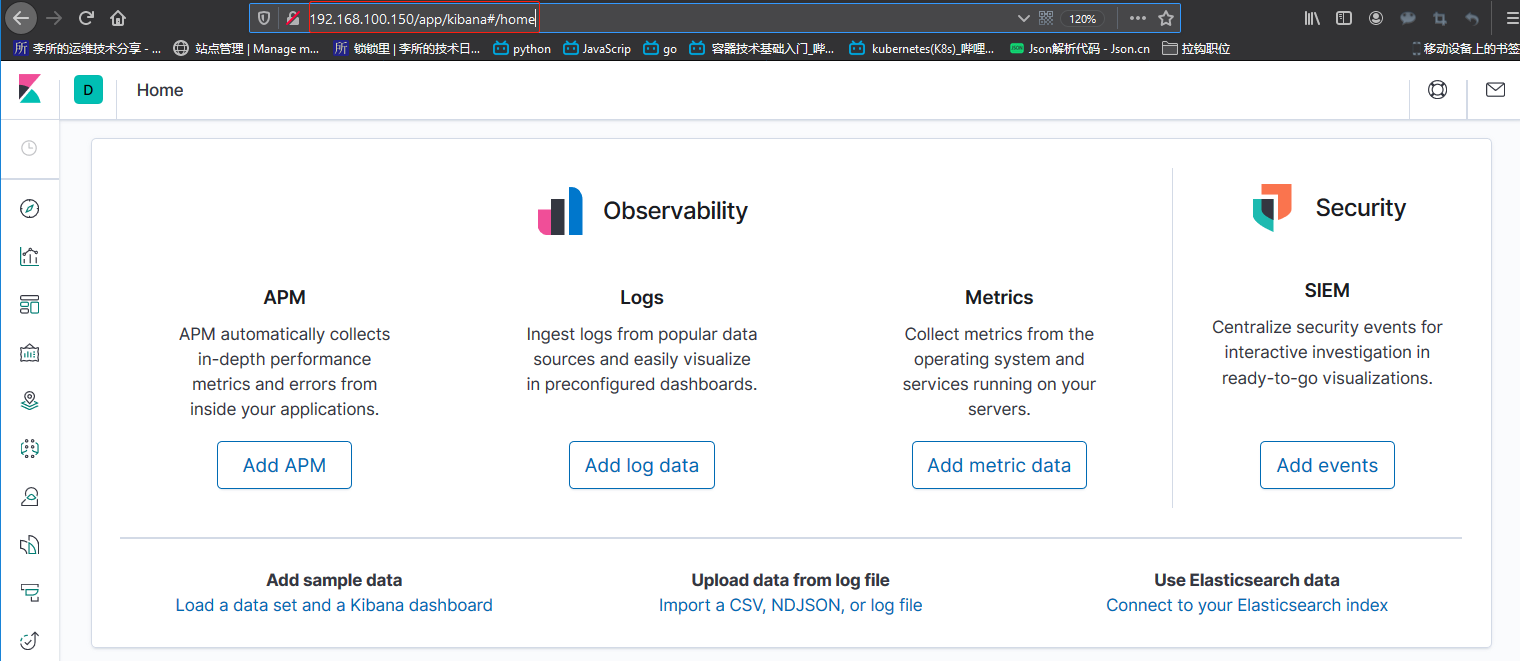 192.168.100.150/app/kibana#/home
120%
所 李所的运维技术分享 - ...
站点管理 | Manage m...
所 锁锁里 | 李所的技术日...
python
JavaScrip
go
容器技术基础入门_哔...
kubernetes(K8s)_哔哩...
JSON Json解析代码 - Json.cn
拉钩职位
移动设备上的书签
D
Home
Observability
Security
APM
APM automatically collects
in-depth performance
metrics and errors from
inside your applications.
Add APM
Logs
Ingest logs from popular data
sources and easily visualize
in preconfigured dashboards.
Add log data
Metrics
Collect metrics from the
operating system and
services running on your
servers.
Add metric data
SIEM
Centralize security events for
interactive investigation in
ready-to-go visualizations.
Add events
Add sample data
Load a data set and a Kibana dashboard
Upload data from log file
Import a CSV, NDJSON, or log file
Use Elasticsearch data
Connect to your Elasticsearch index